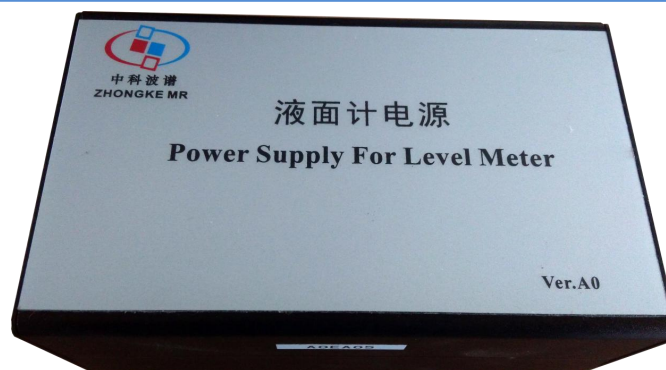 中科波谱
ZHONGKE MR
液面计电源
Power Supply For Level Meter
Ver.A0